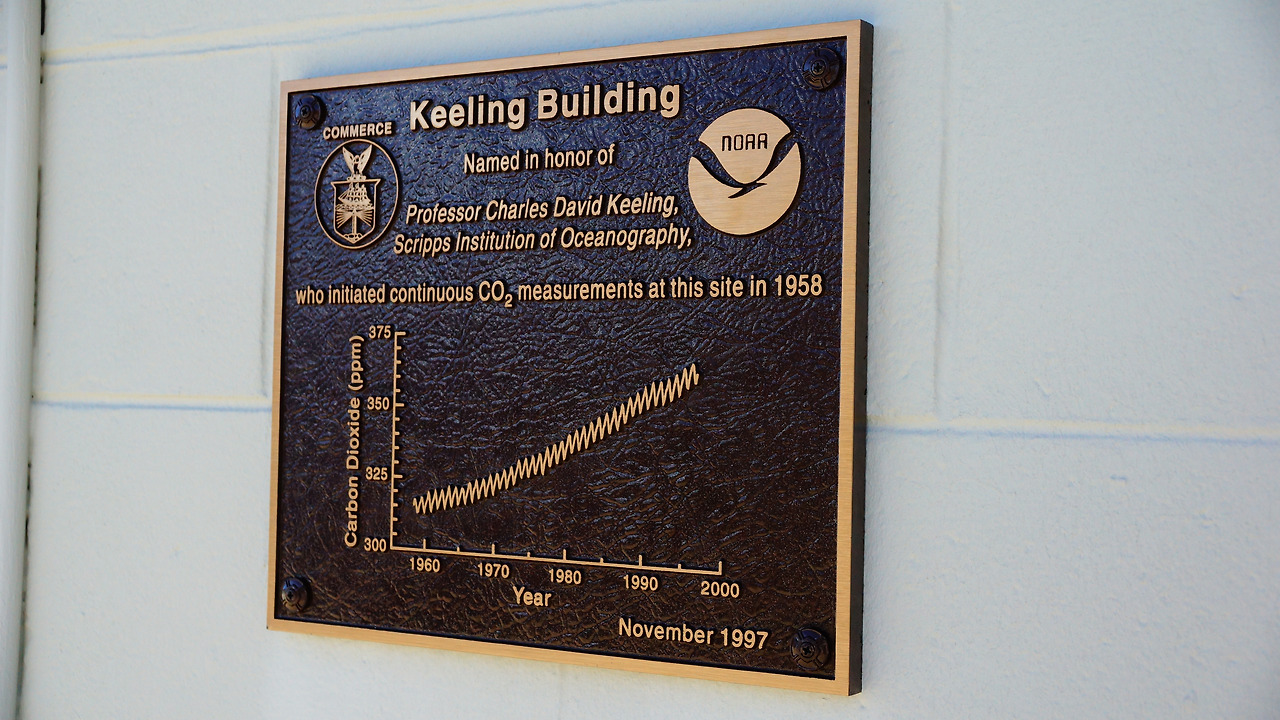 Keeling Building
COMMERCE
NOAA
Named in honor of
Professor Charles David Keeling,
Scripps Institution of Oceanography,
who initiated continuous CO₂ measurements at this site in 1958
Carbon Dioxide (ppm)
375
350
325
300
1960 1970 1980 1990 2000
Year
November 1997